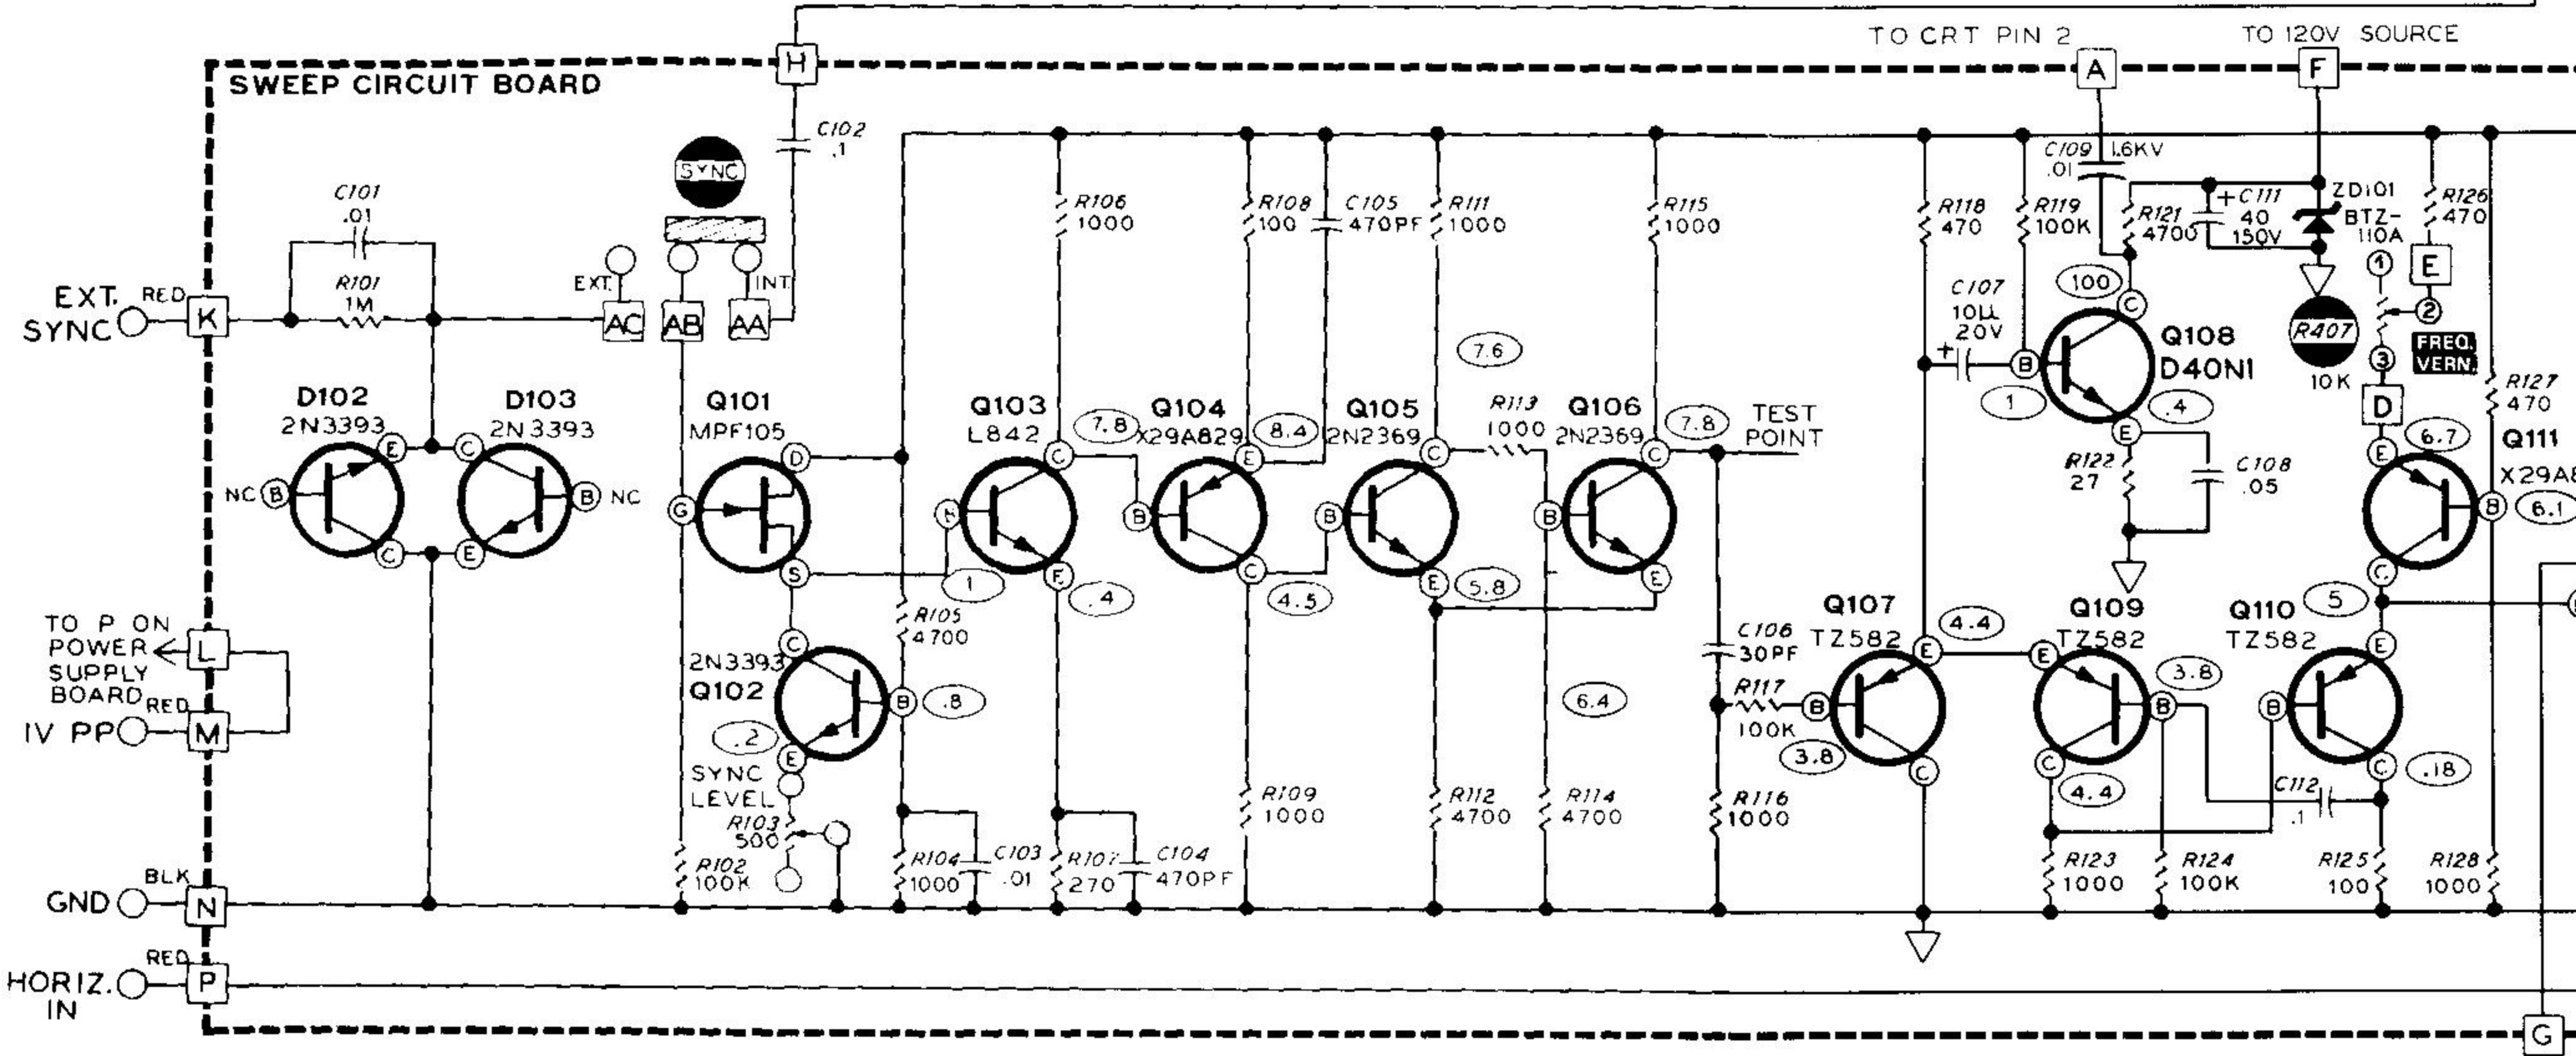 TO CRT PIN 2
TO 120V SOURCE
H
A
F
SWEEP CIRCUIT BOARD
C102
.1
SYNC
C109 1.6KV
.01
C101
.01
R106
1000
R108
100
C105
470PF
R111
1000
R115
1000
R118
470
R119
100K
R121
4700
+C111
40
150V
ZD101
BTZ-
110A
R126
470
R101
1M
EXT.
INT.
EXT.
SYNC
RED
K
AC
AB
AA
7.6
C107
10µ
20V
+
100
C
B
1
Q108
D40N1
.4
E
R407
10K
1
2
3
E
FREQ.
VERN.
D
R127
470
D102
2N3393
D103
2N3393
NC
B
E
C
C
E
B
NC
Q101
MPF105
G
D
S
Q103
L842
C
1
.4
7.8
Q104
X29A829
B
E
C
8.4
4.5
Q105
2N2369
B
C
E
5.8
R113
1000
Q106
2N2369
B
C
E
7.8
TEST
POINT
R122
27
C108
.05
6.7
Q111
E
B
C
6.1
5
TO P ON
POWER
SUPPLY
BOARD
L
RED
1V PP
M
R105
4700
2N3393
Q102
C
B
E
.8
.2
SYNC
LEVEL
R103
500
6.4
C106
30PF
R117
100K
Q107
TZ582
B
E
C
3.8
4.4
Q109
TZ582
E
B
C
3.8
4.4
Q110
TZ582
B
E
C
.18
C112
.1
R102
100K
R104
1000
C103
.01
R107
270
C104
470PF
R109
1000
R112
4700
R114
4700
R116
1000
R123
1000
R124
100K
R125
100
R128
1000
GND
BLK
N
HORIZ.
IN
RED
P
G